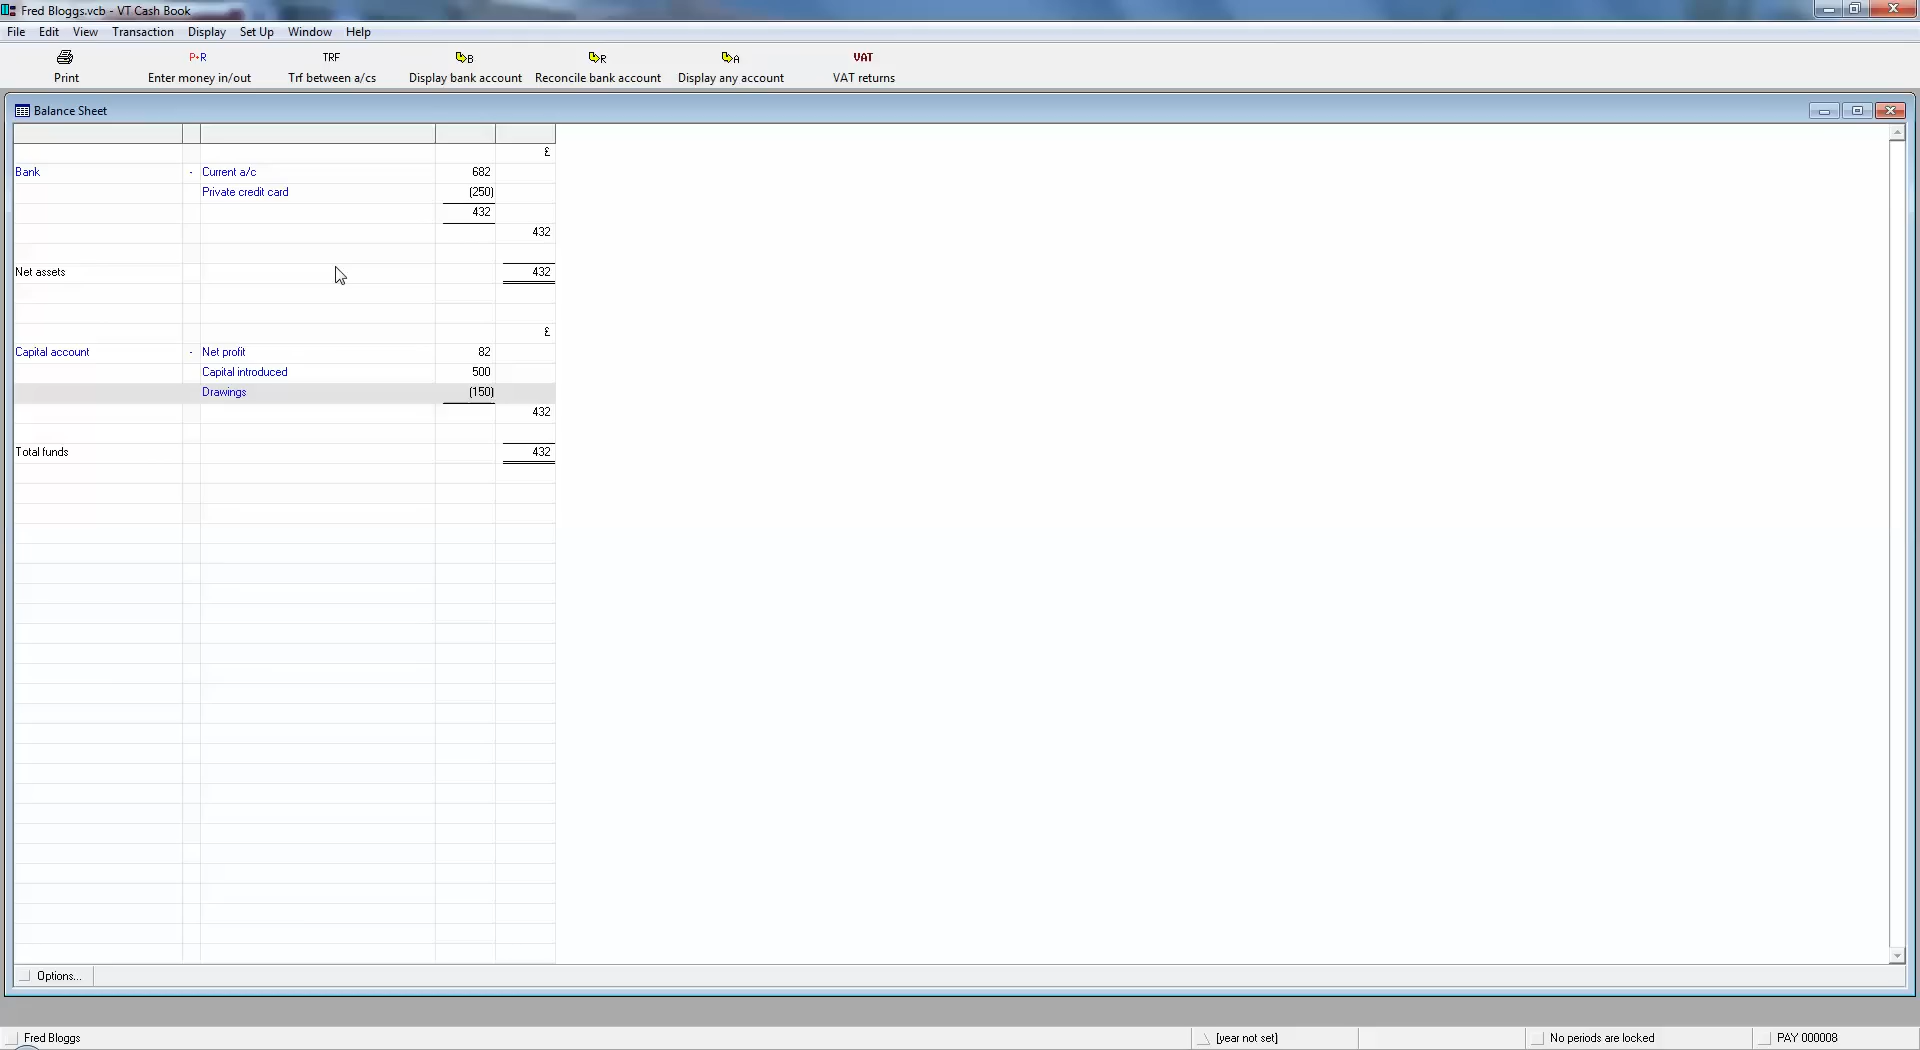 Fred Bloggs.vcb - VT Cash Book
File Edit View Transaction Display Set Up Window Help
P+R TRF B R A VAT
Print Enter money in/out Trf between a/cs Display bank account Reconcile bank account Display any account VAT returns
Balance Sheet
£
Bank - Current a/c 682
Private credit card (250)
432
432
Net assets 432
£
Capital account - Net profit 82
Capital introduced 500
Drawings (150)
432
Total funds 432
Options...
Fred Bloggs [year not set] No periods are locked PAY 000008